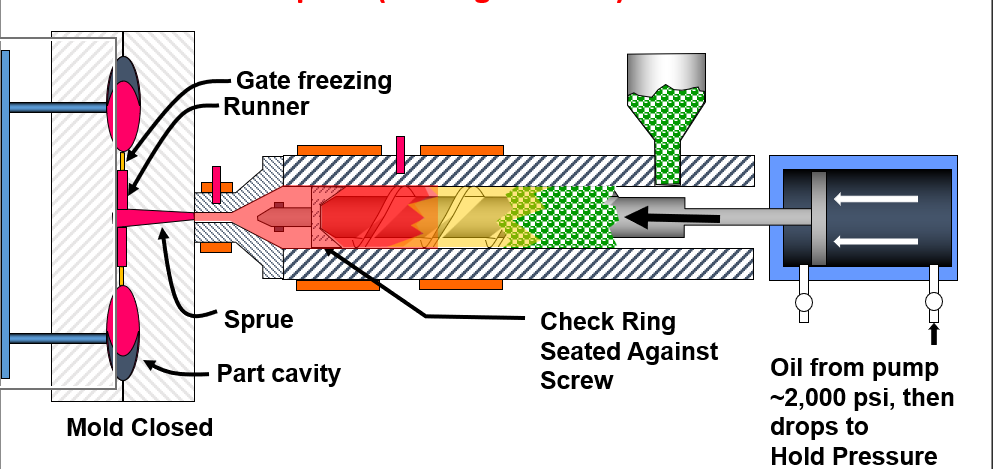 Gate freezing
Runner
Sprue
Part cavity
Mold Closed
Check Ring
Seated Against
Screw
Oil from pump
~2,000 psi, then
drops to
Hold Pressure